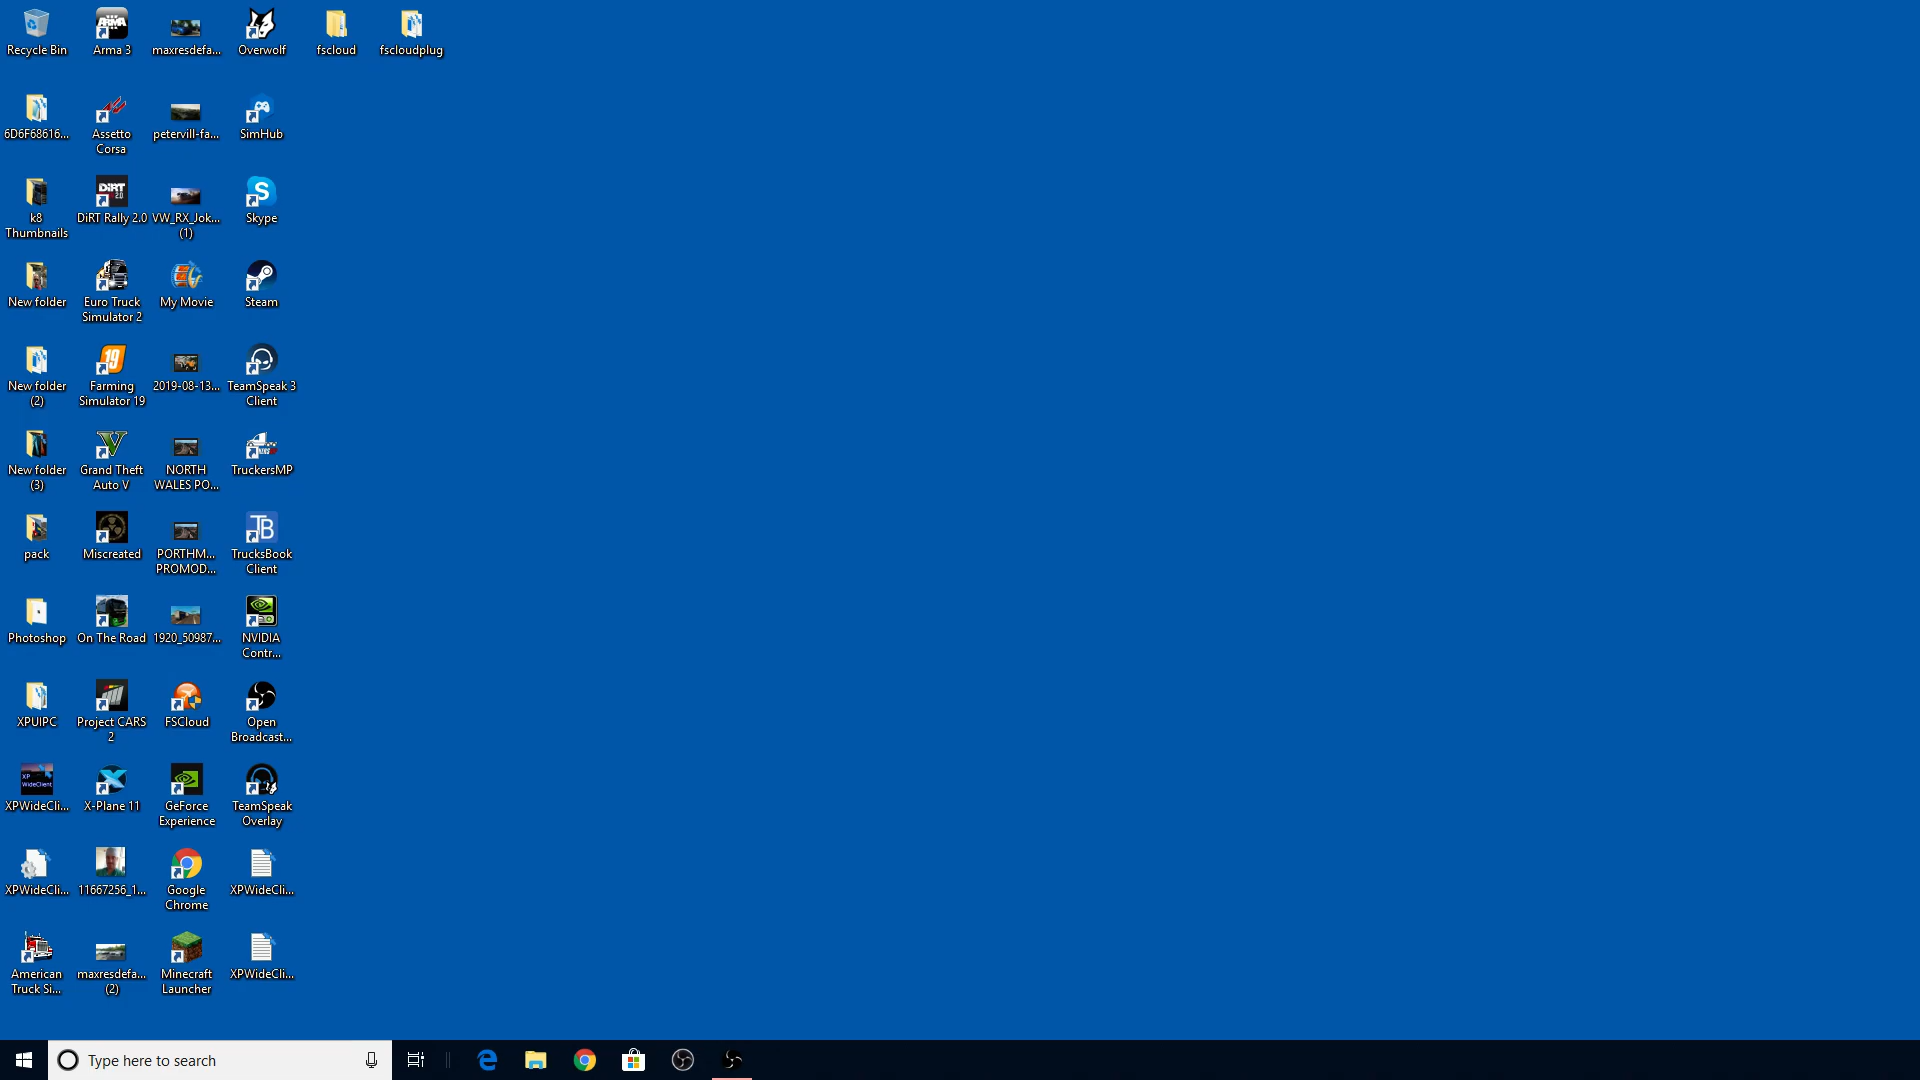 Recycle Bin
Arma 3
maxresdefa...
Overwolf
fscloud
fscloudplug
6D6F68616...
Assetto
Corsa
petervill-fa...
SimHub
k8
Thumbnails
DiRT Rally 2.0
VW_RX_Jok...
(1)
Skype
New folder
Euro Truck
Simulator 2
My Movie
Steam
New folder
(2)
Farming
Simulator 19
2019-08-13...
TeamSpeak 3
Client
New folder
(3)
Grand Theft
Auto V
NORTH
WALES PO...
TruckersMP
pack
Miscreated
PORTHM...
PROMOD...
TrucksBook
Client
Photoshop
On The Road
1920_50987...
NVIDIA
Contr...
XPUIPC
Project CARS
2
FSCloud
Open
Broadcast...
XPWideCli...
X-Plane 11
GeForce
Experience
TeamSpeak
Overlay
XPWideCli...
11667256_1...
Google
Chrome
XPWideCli...
American
Truck Si...
maxresdefa...
(2)
Minecraft
Launcher
XPWideCli...
Type here to search